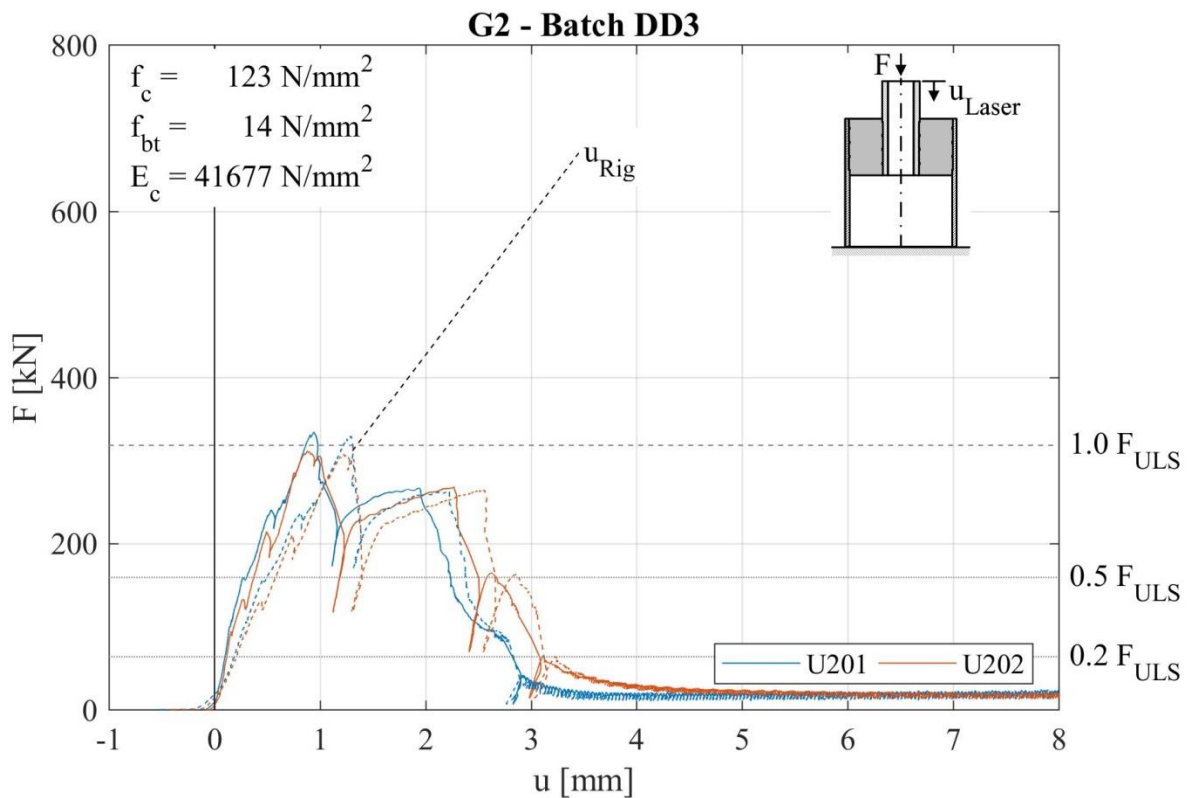 G2 - Batch DD3
800
600
400
200
0
F [kN]
f_c = 123 N/mm^2
f_bt = 14 N/mm^2
E_c = 41677 N/mm^2
u_Rig
F
u_Laser
1.0 F_ULS
0.5 F_ULS
0.2 F_ULS
U201 U202
-1 0 1 2 3 4 5 6 7 8
u [mm]